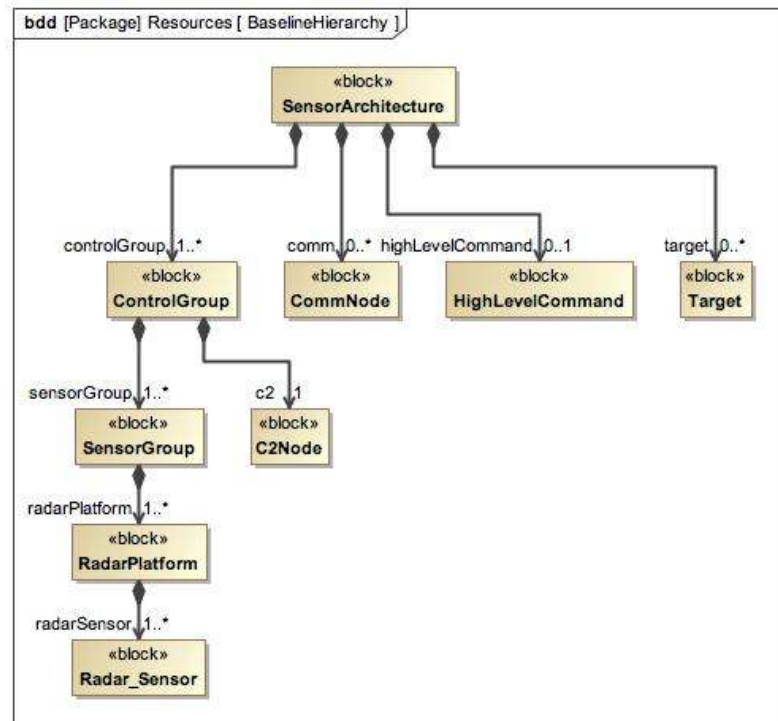 bdd [Package] Resources [ BaselineHierarchy ]
«block»
SensorArchitecture
controlGroup 1..*
comm 0..*
highLevelCommand 0..1
target 0..*
«block»
ControlGroup
«block»
CommNode
«block»
HighLevelCommand
«block»
Target
sensorGroup 1..*
c2 1
«block»
SensorGroup
«block»
C2Node
radarPlatform 1..*
«block»
RadarPlatform
radarSensor 1..*
«block»
Radar_Sensor